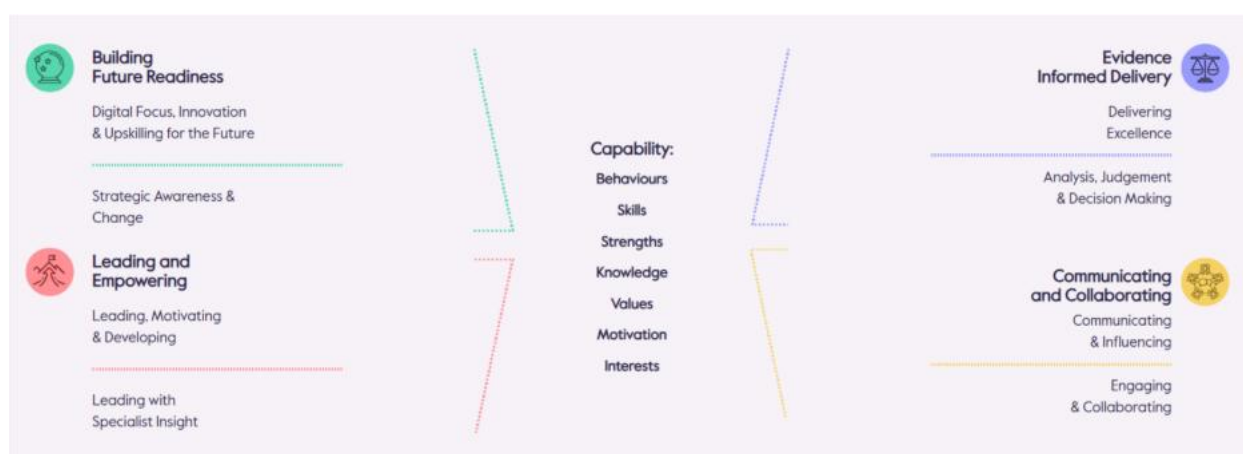 Building
Future Readiness
Digital Focus, Innovation
& Upskilling for the Future
Strategic Awareness &
Change
Leading and
Empowering
Leading, Motivating
& Developing
Leading with
Specialist Insight
Capability:
Behaviours
Skills
Strengths
Knowledge
Values
Motivation
Interests
Evidence
Informed Delivery
Delivering
Excellence
Analysis, Judgement
& Decision Making
Communicating
and Collaborating
Communicating
& Influencing
Engaging
& Collaborating